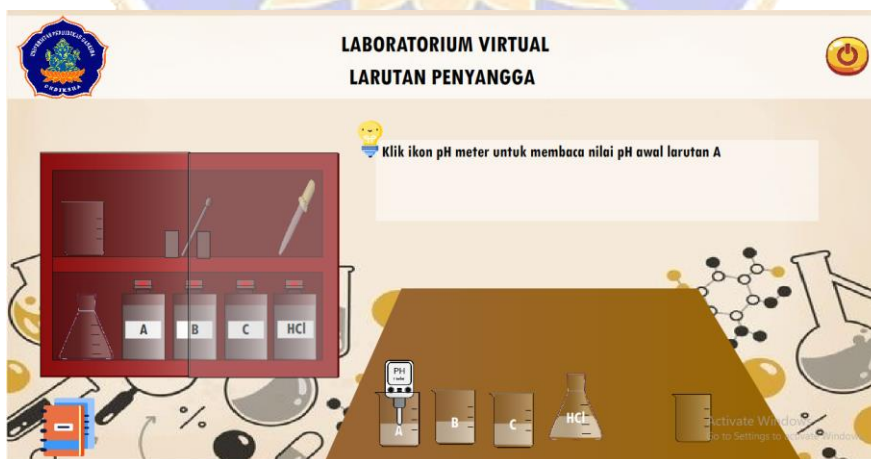 LABORATORIUM VIRTUAL
LARUTAN PENYANGGA
UNDIKSHA
Klik ikon pH meter untuk membaca nilai pH awal larutan A
A
B
C
HCl
PH
A
B
C
HCl
Activate Windows
Go to Settings to activate Windows.